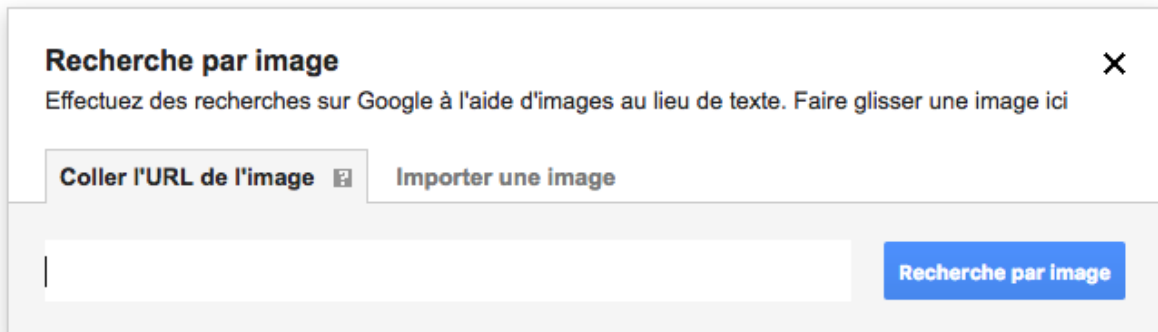 Recherche par image
Effectuez des recherches sur Google à l'aide d'images au lieu de texte. Faire glisser une image ici
Coller l'URL de l'image ?
Importer une image
Recherche par image